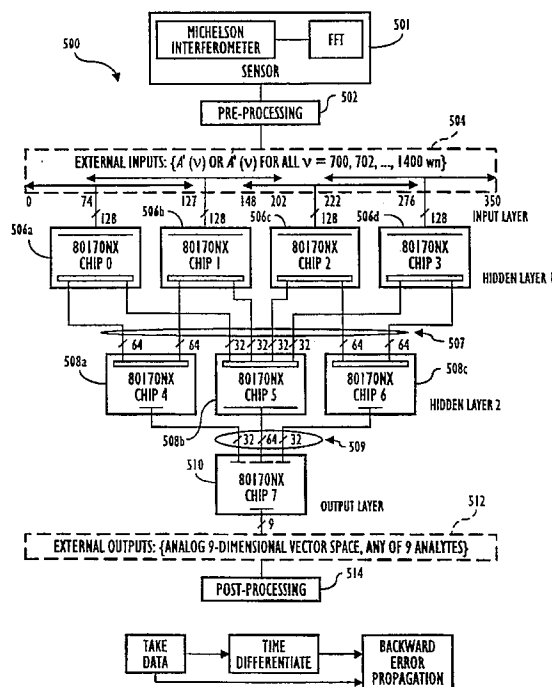 500
MICHELSON INTERFEROMETER
FFT
SENSOR
501
PRE-PROCESSING
502
504
EXTERNAL INPUTS: {A'(ν) OR A'(ν) FOR ALL ν = 700, 702, ..., 1400 wn}
0 74 127 148 202 222 276 350
128 128 128 128
INPUT LAYER
506a 506b 506c 506d
80170NX CHIP 0
80170NX CHIP 1
80170NX CHIP 2
80170NX CHIP 3
HIDDEN LAYER
507
64 64 32 32 32 32 64 64
508a
80170NX CHIP 4
80170NX CHIP 5
80170NX CHIP 6
508c
508b
HIDDEN LAYER 2
32 64 32
509
510
80170NX CHIP 7
OUTPUT LAYER
9
512
EXTERNAL OUTPUTS: {ANALOG 9-DIMENSIONAL VECTOR SPACE, ANY OF 9 ANALYTES}
POST-PROCESSING
514
TAKE DATA
TIME DIFFERENTIATE
BACKWARD ERROR PROPAGATION